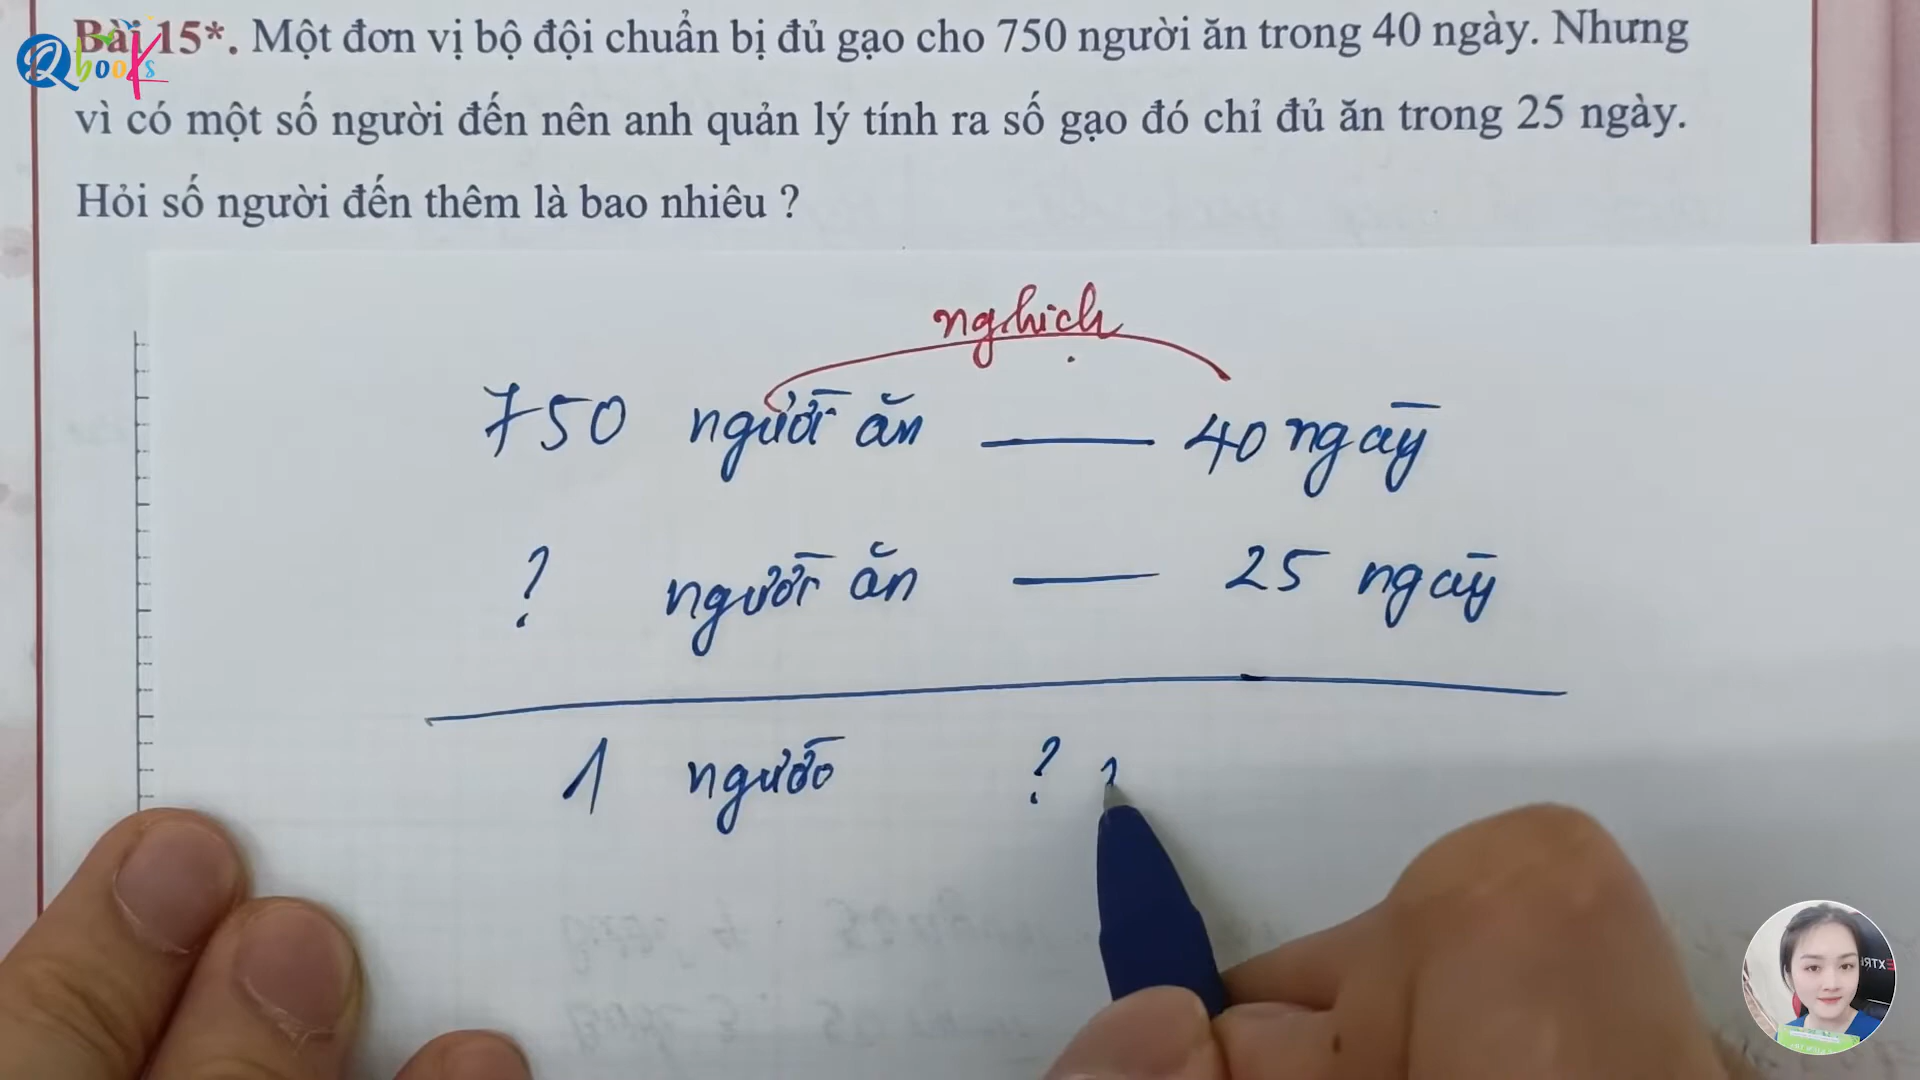 Qbooks
Bài 15*. Một đơn vị bộ đội chuẩn bị đủ gạo cho 750 người ăn trong 40 ngày. Nhưng
vì có một số người đến nên anh quản lý tính ra số gạo đó chỉ đủ ăn trong 25 ngày.
Hỏi số người đến thêm là bao nhiêu ?
nghịch
750 người ăn — 40 ngày
? người ăn — 25 ngày
1 người ?